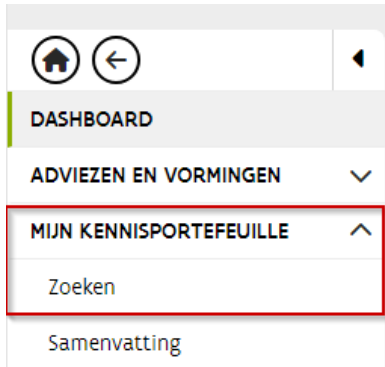 DASHBOARD
ADVIEZEN EN VORMINGEN
MIJN KENNISPORTEFEUILLE
Zoeken
Samenvatting